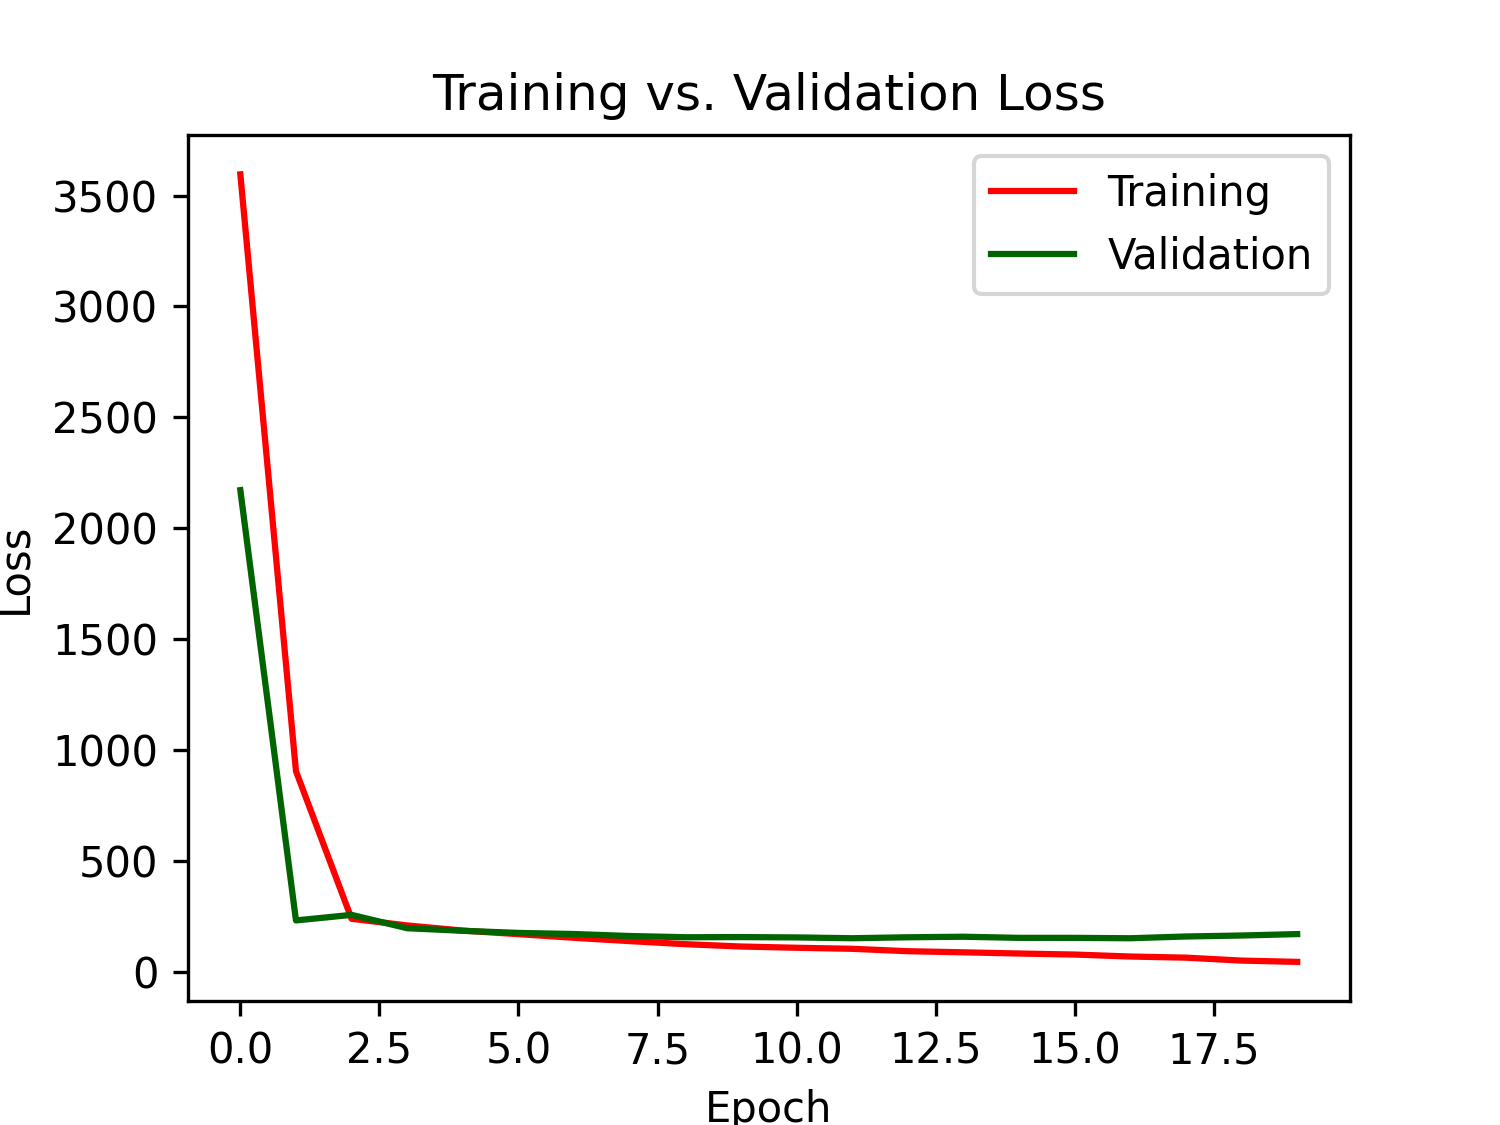 Training vs. Validation Loss
Training
Validation
3500
3000
2500
2000
1500
1000
500
0
Loss
0.0 2.5 5.0 7.5 10.0 12.5 15.0 17.5
Epoch